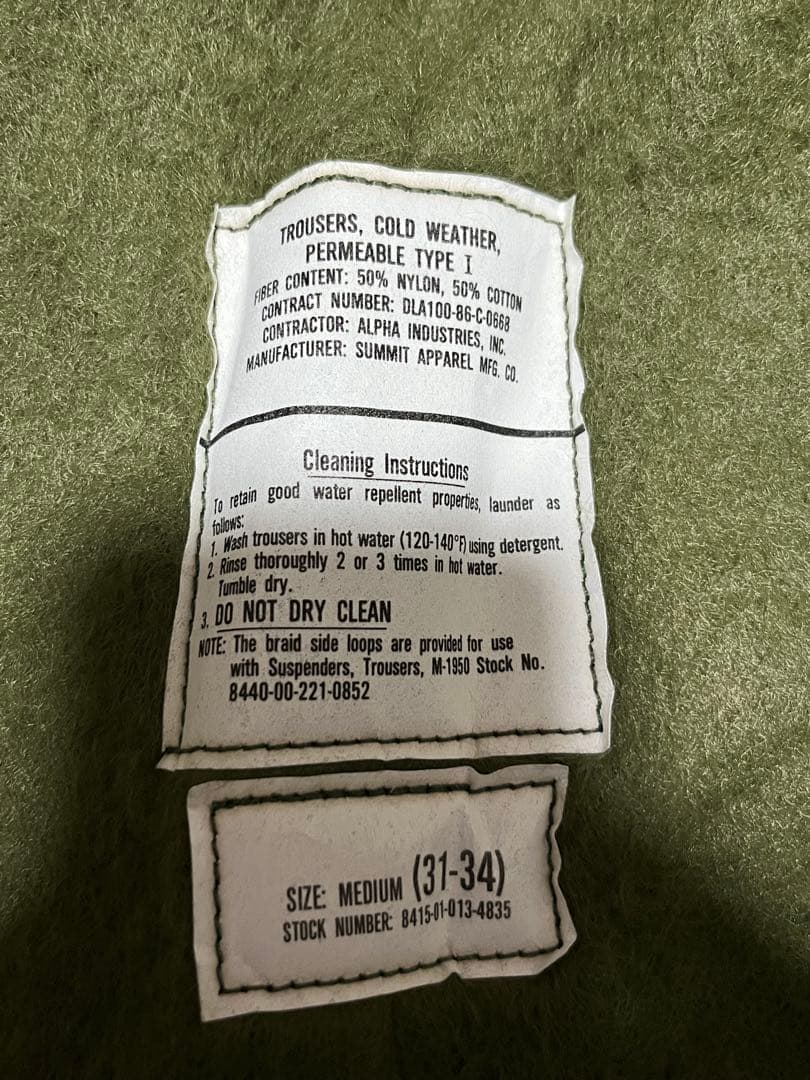 TROUSERS, COLD WEATHER,
PERMEABLE TYPE I
FIBER CONTENT: 50% NYLON, 50% COTTON
CONTRACT NUMBER: DLA100-86-C-0668
CONTRACTOR: ALPHA INDUSTRIES, INC.
MANUFACTURER: SUMMIT APPAREL MFG. CO.
Cleaning Instructions
To retain good water repellent properties, launder as
follows:
1. Wash trousers in hot water (120-140°F) using detergent.
2. Rinse thoroughly 2 or 3 times in hot water.
Tumble dry.
3. DO NOT DRY CLEAN
NOTE: The braid side loops are provided for use
with Suspenders, Trousers, M-1950 Stock No.
8440-00-221-0852
SIZE: MEDIUM (31-34)
STOCK NUMBER: 8415-01-013-4835